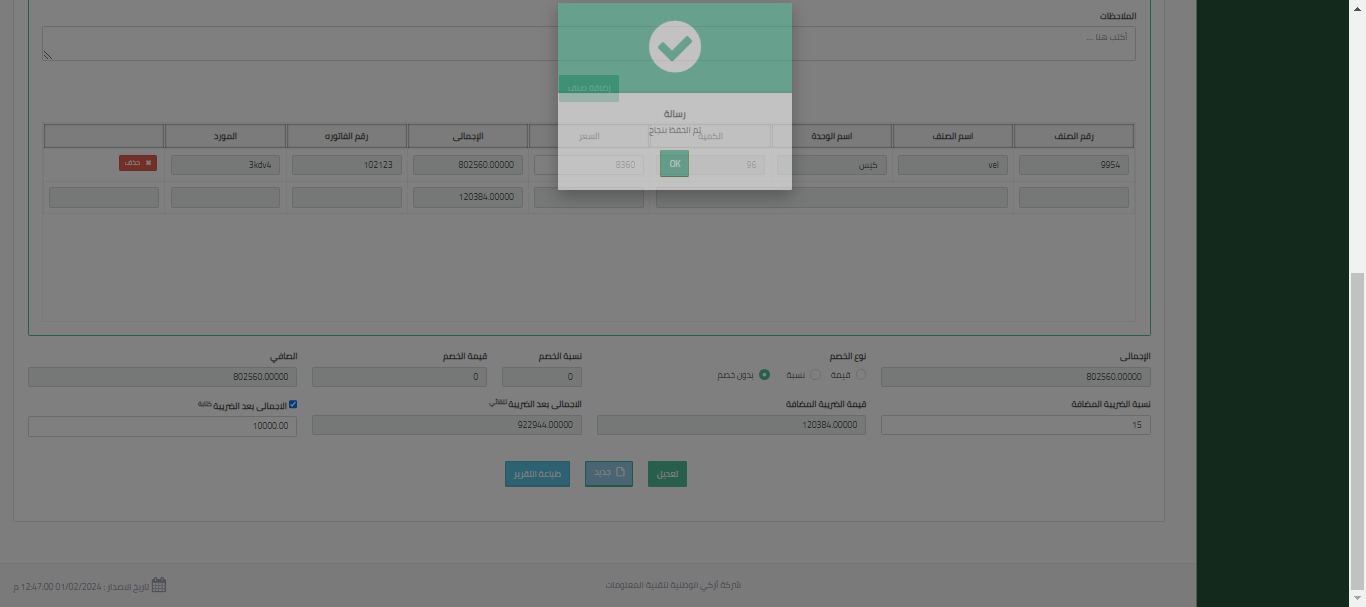 الملاحظات
أكتب هنا ...
إضافة صنف
رسالة
تم الحفظ بنجاح
OK
رقم الصنف اسم الصنف اسم الوحدة الكمية السعر الإجمالى رقم الفاتوره المورد
9954 vel كيس 96 8360 802560.00000 102123 3kdv4 حذف
120384.00000
الإجمالى نوع الخصم نسبة الخصم قيمة الخصم الصافي
802560.00000 قيمة نسبة بدون خصم 0 0 802560.00000
نسبة الضريبة المضافة قيمة الضريبة المضافة الاجمالى بعد الضريبة تلقائي الاجمالى بعد الضريبة كتابة
15 120384.00000 922944.00000 10000.00
تعديل جديد طباعة التقرير
شركة أركي الوطنية لتقنية المعلومات
تاريخ الاصدار : 01/02/2024 12:47:00 م